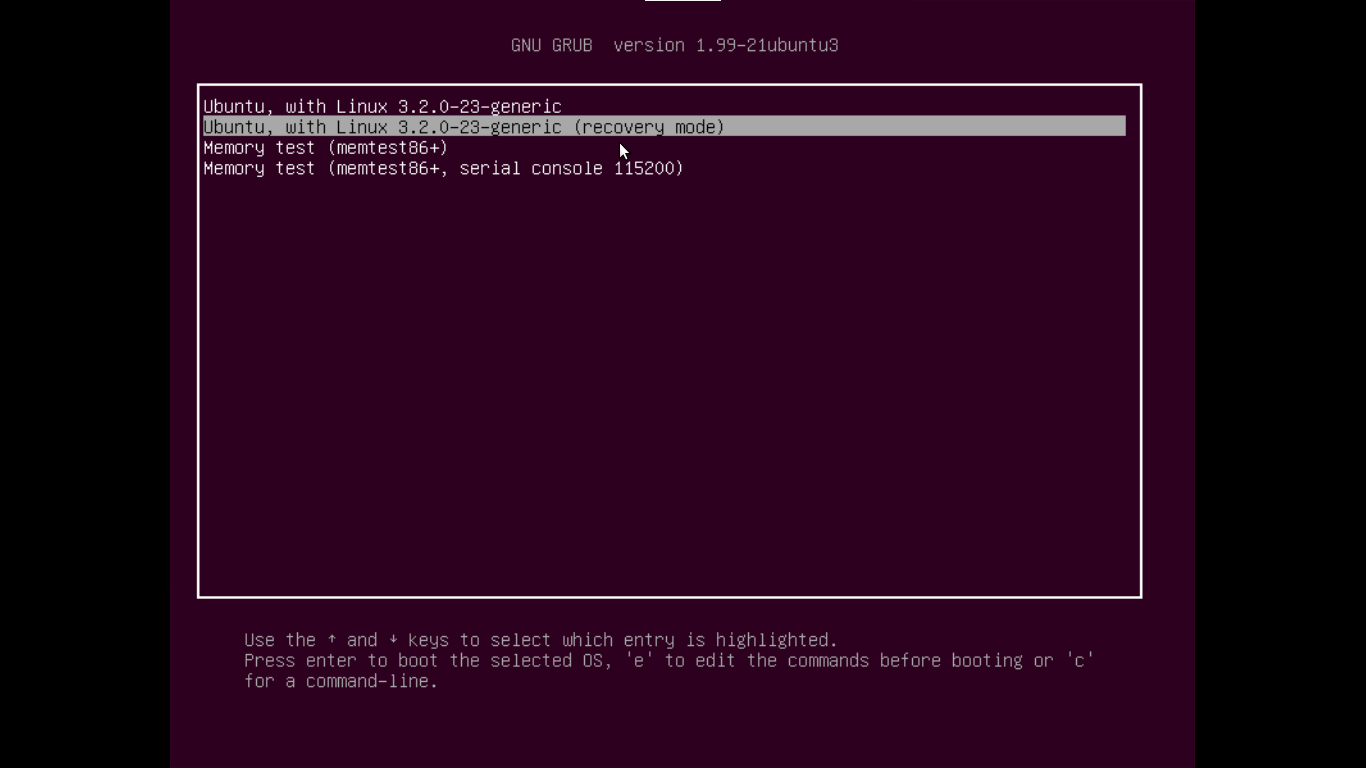 GNU GRUB  version 1.99-21ubuntu3
Ubuntu, with Linux 3.2.0-23-generic
Ubuntu, with Linux 3.2.0-23-generic (recovery mode)
Memory test (memtest86+)
Memory test (memtest86+, serial console 115200)
Use the ↑ and ↓ keys to select which entry is highlighted.
Press enter to boot the selected OS, 'e' to edit the commands before booting or 'c'
for a command-line.